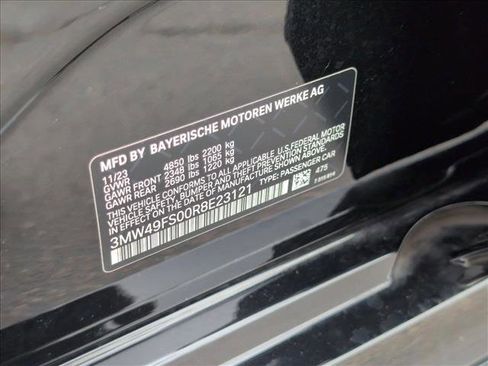 MFD BY BAYERISCHE MOTOREN WERKE AG
11/23
GVWR 4850 lbs 2200 kg
GAWR FRONT 2348 lbs 1065 kg
GAWR REAR 2690 lbs 1220 kg
THIS VEHICLE CONFORMS TO ALL APPLICABLE U.S. FEDERAL MOTOR
VEHICLE SAFETY, BUMPER AND THEFT PREVENTION STANDARDS
IN EFFECT ON THE DATE OF MANUFACTURE SHOWN ABOVE.
3MW49FS00R8E23121 TYPE: PASSENGER CAR
475